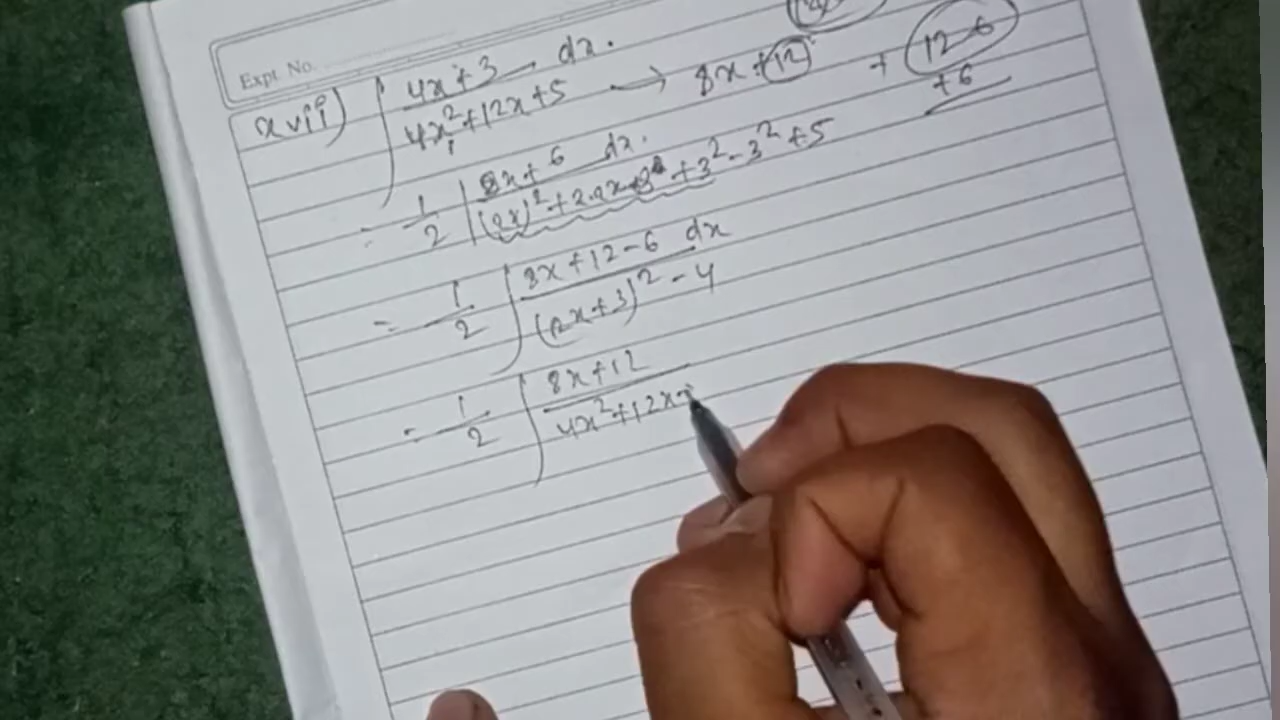 Expt. No.
xvii) ∫ (4x+3)/(4x²+12x+5) dx. → 8x+12 + 12-6
+6
= 1/2 ∫ (8x+6)/((2x)²+2.2x.3+3²-3²+5) dx.
= 1/2 ∫ (8x+12-6)/((2x+3)²-4) dx
= 1/2 ∫ (8x+12)/(4x²+12x+